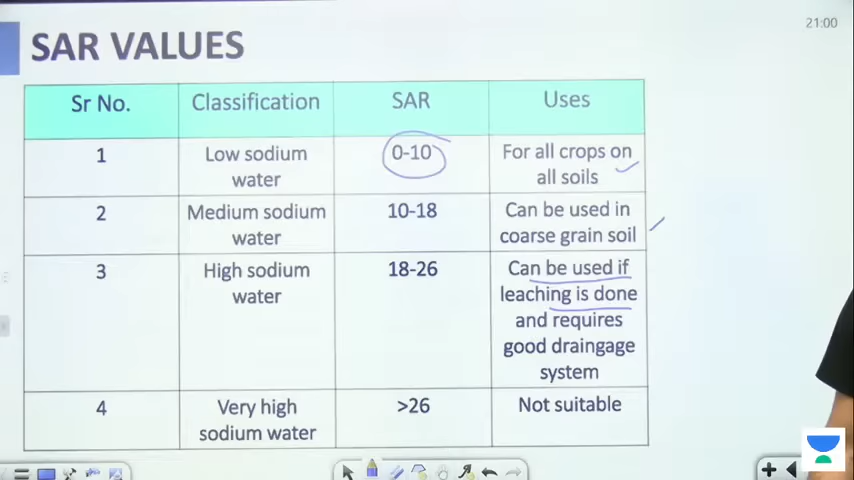 21:00
SAR VALUES
Sr No. Classification SAR Uses
1 Low sodium water 0-10 For all crops on all soils
2 Medium sodium water 10-18 Can be used in coarse grain soil
3 High sodium water 18-26 Can be used if leaching is done and requires good draingage system
4 Very high sodium water >26 Not suitable